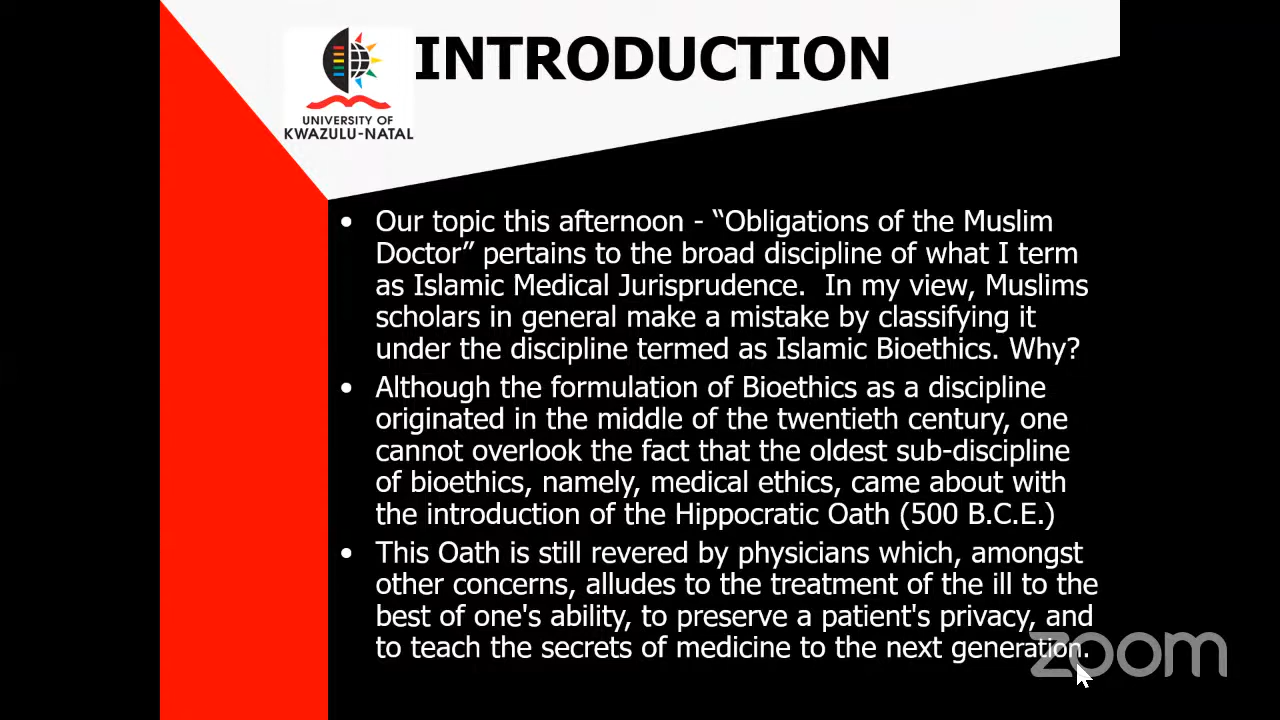 INTRODUCTION
UNIVERSITY OF
KWAZULU-NATAL
• Our topic this afternoon - “Obligations of the Muslim
Doctor” pertains to the broad discipline of what I term
as Islamic Medical Jurisprudence.  In my view, Muslims
scholars in general make a mistake by classifying it
under the discipline termed as Islamic Bioethics. Why?
• Although the formulation of Bioethics as a discipline
originated in the middle of the twentieth century, one
cannot overlook the fact that the oldest sub-discipline
of bioethics, namely, medical ethics, came about with
the introduction of the Hippocratic Oath (500 B.C.E.)
• This Oath is still revered by physicians which, amongst
other concerns, alludes to the treatment of the ill to the
best of one's ability, to preserve a patient's privacy, and
to teach the secrets of medicine to the next generation.
zoom